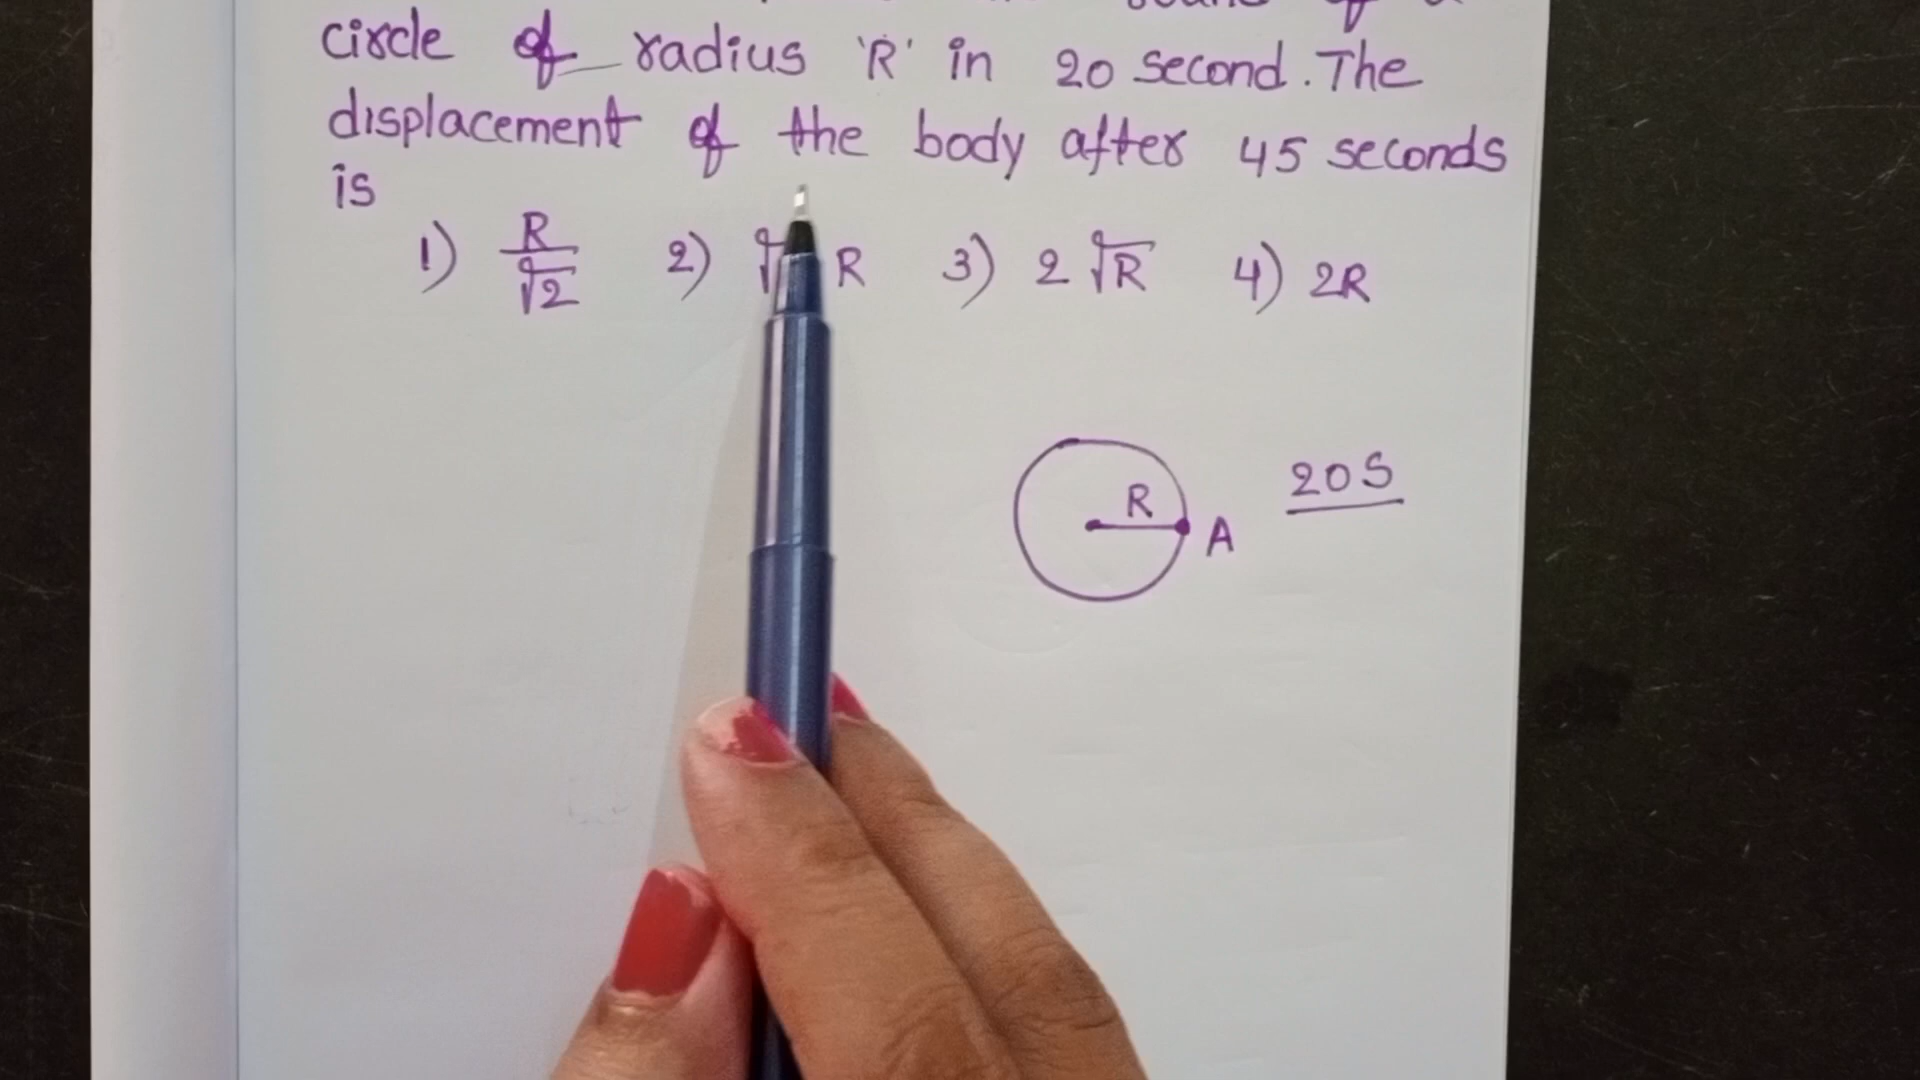 circle of radius 'R' in 20 second. The
displacement of the body after 45 seconds
is
1) R/√2 2) √ R 3) 2√R 4) 2R
R
A
20S